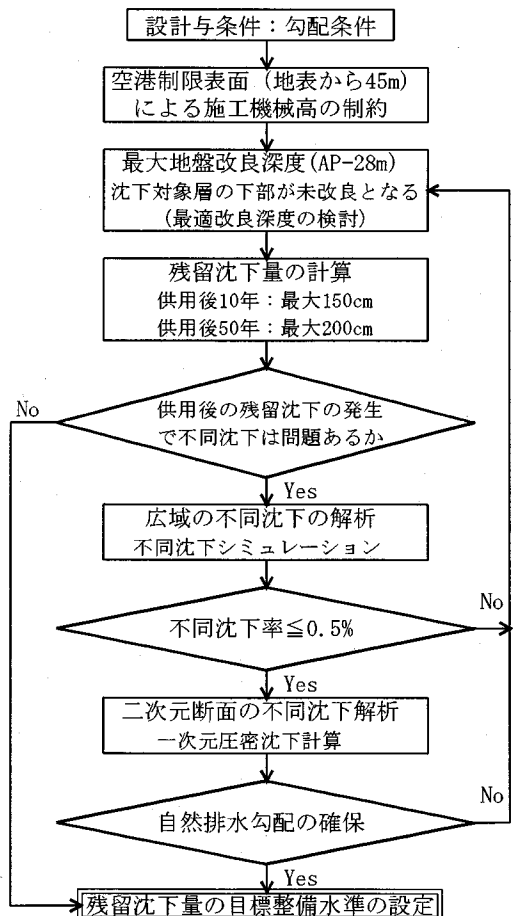 設計与条件：勾配条件
空港制限表面（地表から45m）
による施工機械高の制約
最大地盤改良深度(AP-28m)
沈下対象層の下部が未改良となる
(最適改良深度の検討)
残留沈下量の計算
供用後10年：最大150cm
供用後50年：最大200cm
No
供用後の残留沈下の発生
で不同沈下は問題あるか
Yes
広域の不同沈下の解析
不同沈下シミュレーション
No
不同沈下率≦0.5%
Yes
二次元断面の不同沈下解析
一次元圧密沈下計算
No
自然排水勾配の確保
Yes
残留沈下量の目標整備水準の設定